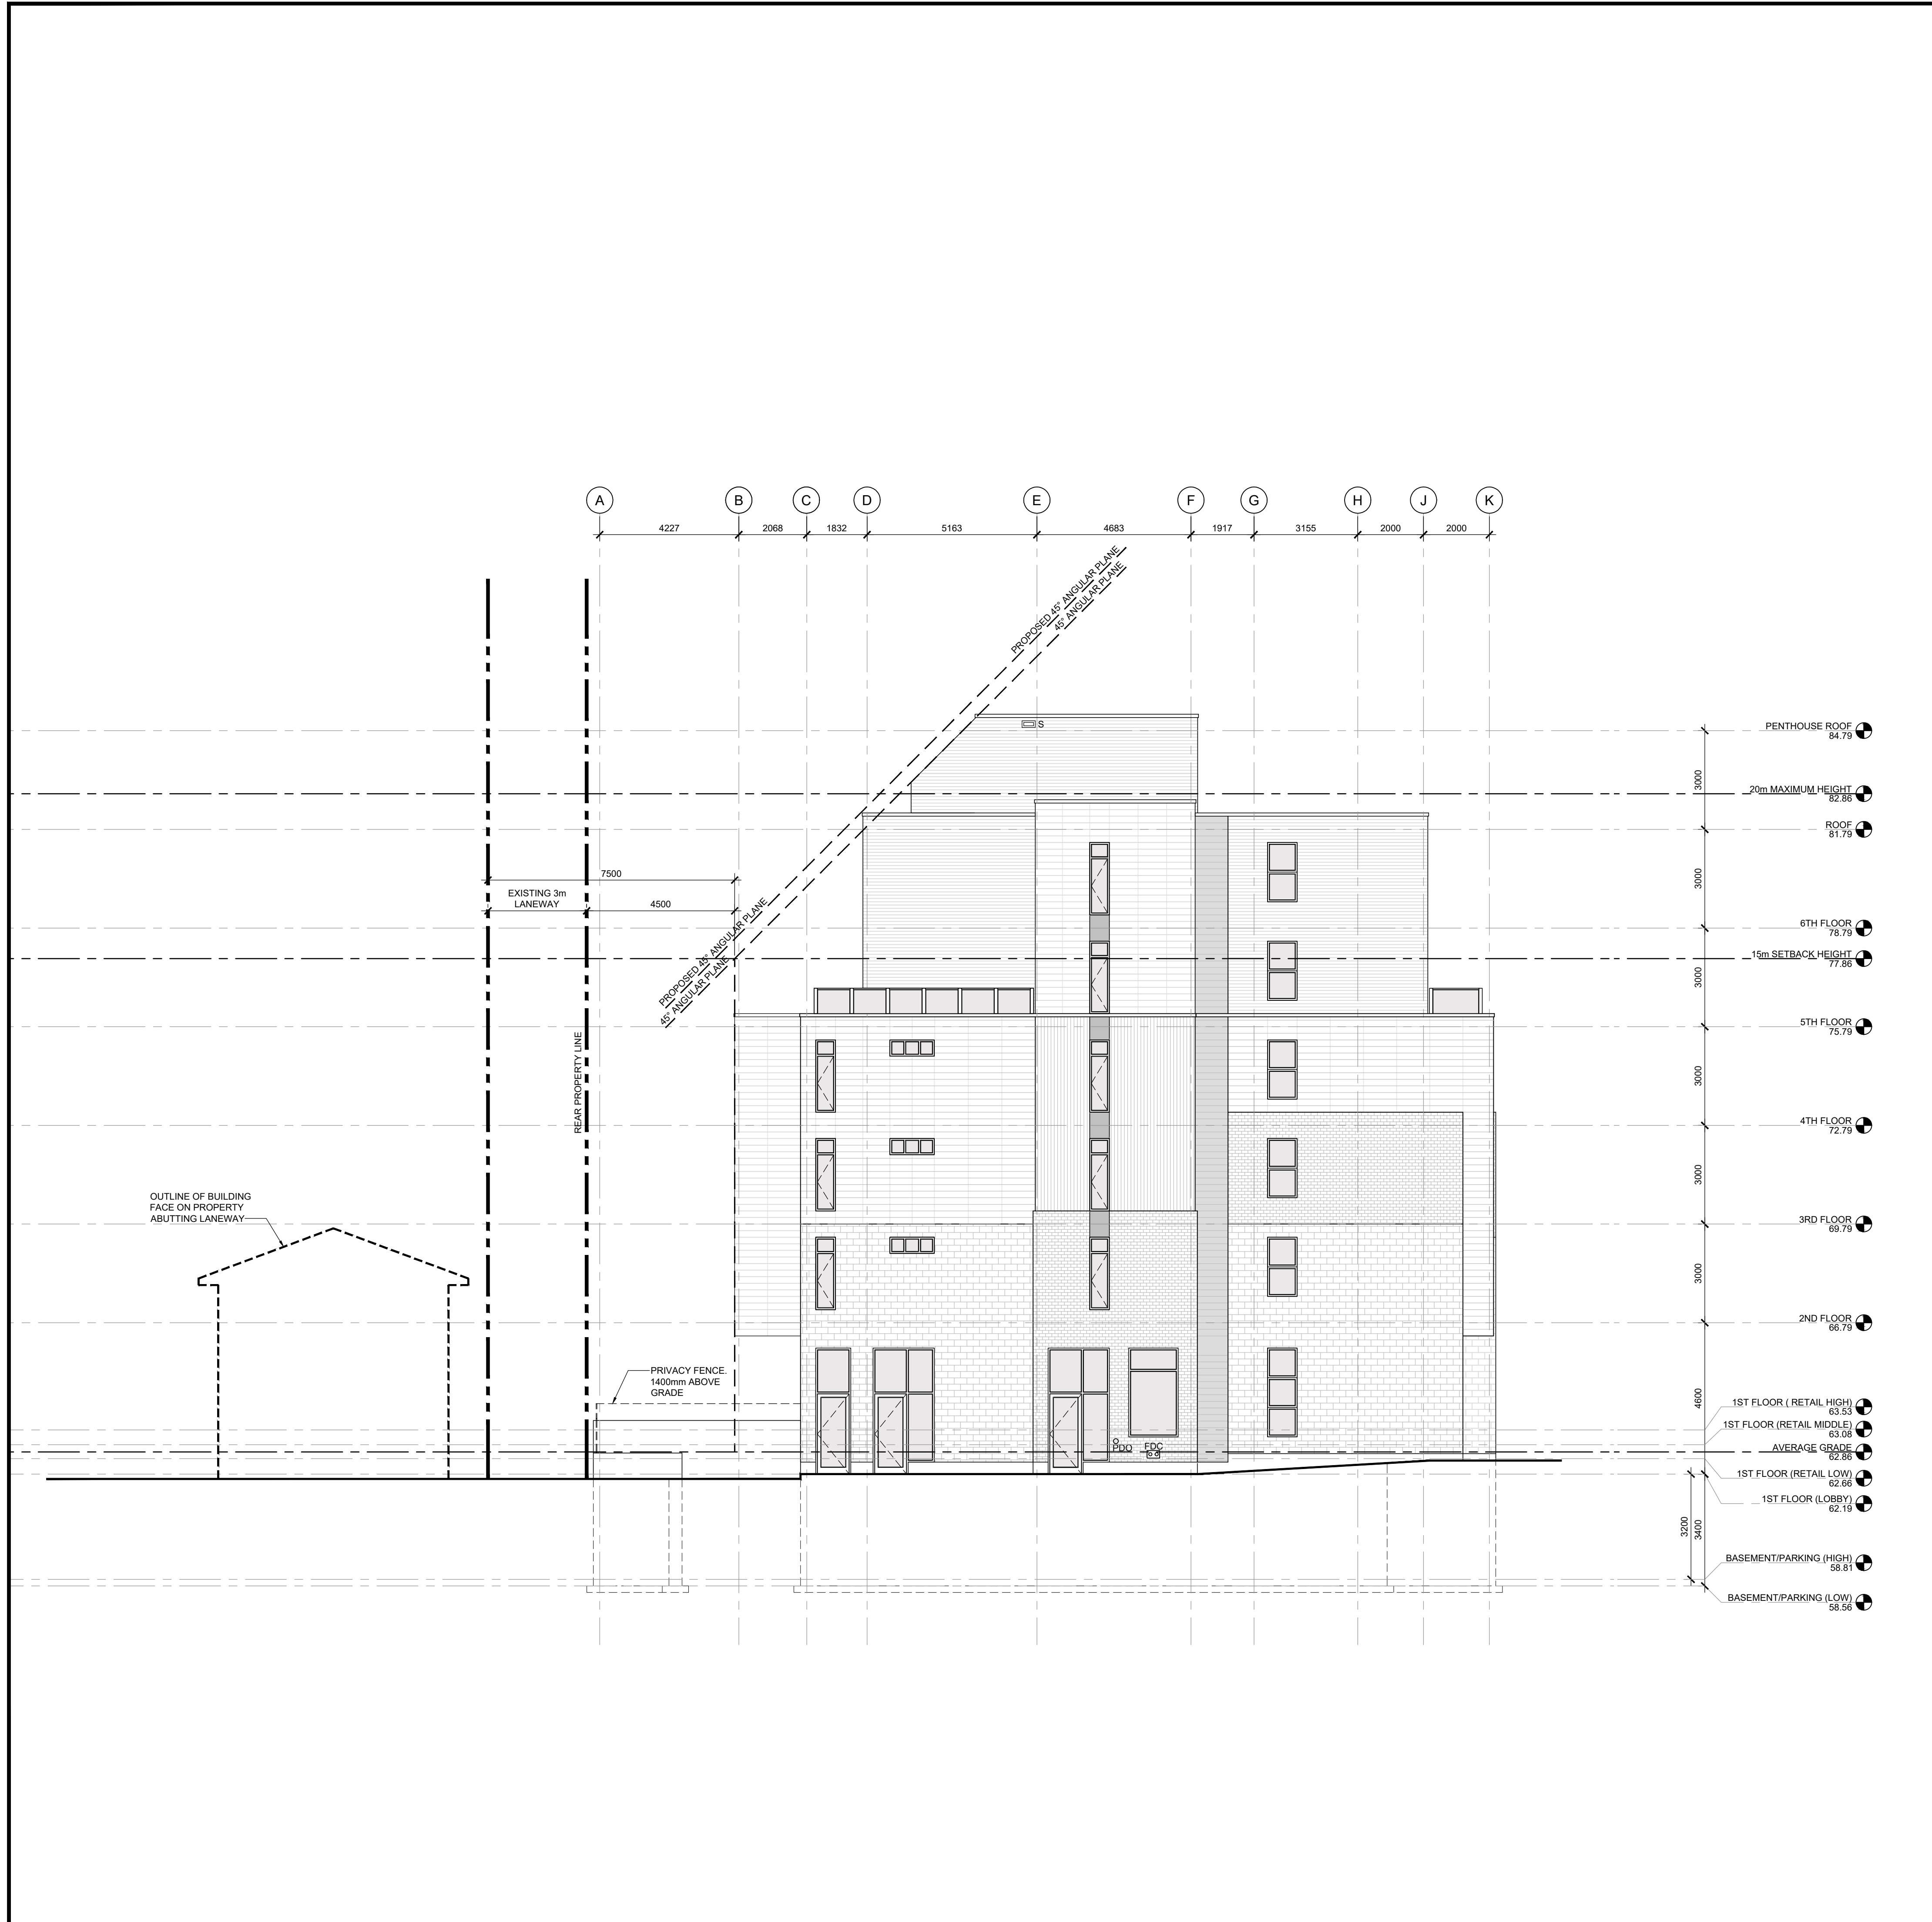 A
B
C
D
E
F
G
H
J
K
4227
2068
1832
5163
4683
1917
3155
2000
2000
PROPOSED 45° ANGULAR PLANE
45° ANGULAR PLANE
S
PENTHOUSE ROOF
84.79
3000
20m MAXIMUM HEIGHT
82.86
ROOF
81.79
7500
3000
EXISTING 3m
LANEWAY
4500
PROPOSED 45° ANGULAR PLANE
45° ANGULAR PLANE
6TH FLOOR
78.79
15m SETBACK HEIGHT
77.86
3000
5TH FLOOR
75.79
REAR PROPERTY LINE
3000
4TH FLOOR
72.79
3000
OUTLINE OF BUILDING
FACE ON PROPERTY
ABUTTING LANEWAY
3RD FLOOR
69.79
3000
2ND FLOOR
66.79
PRIVACY FENCE.
1400mm ABOVE
GRADE
4600
1ST FLOOR ( RETAIL HIGH)
63.53
1ST FLOOR (RETAIL MIDDLE)
63.08
PDO
FDC
AVERAGE GRADE
62.86
1ST FLOOR (RETAIL LOW)
62.66
1ST FLOOR (LOBBY)
62.19
3200
3400
BASEMENT/PARKING (HIGH)
58.81
BASEMENT/PARKING (LOW)
58.56